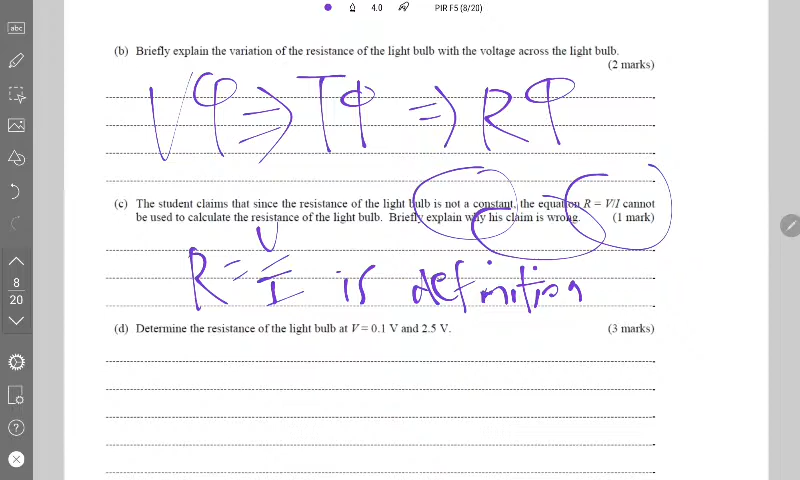 abc
4.0 PIR F5 (8/20)
(b) Briefly explain the variation of the resistance of the light bulb with the voltage across the light bulb.
(2 marks)
V↑ ⇒ T↑ ⇒ R↑
(c) The student claims that since the resistance of the light bulb is not a constant, the equation R = V/I cannot
be used to calculate the resistance of the light bulb. Briefly explain why his claim is wrong. (1 mark)
R = V/I is definition
(d) Determine the resistance of the light bulb at V = 0.1 V and 2.5 V. (3 marks)
8
20